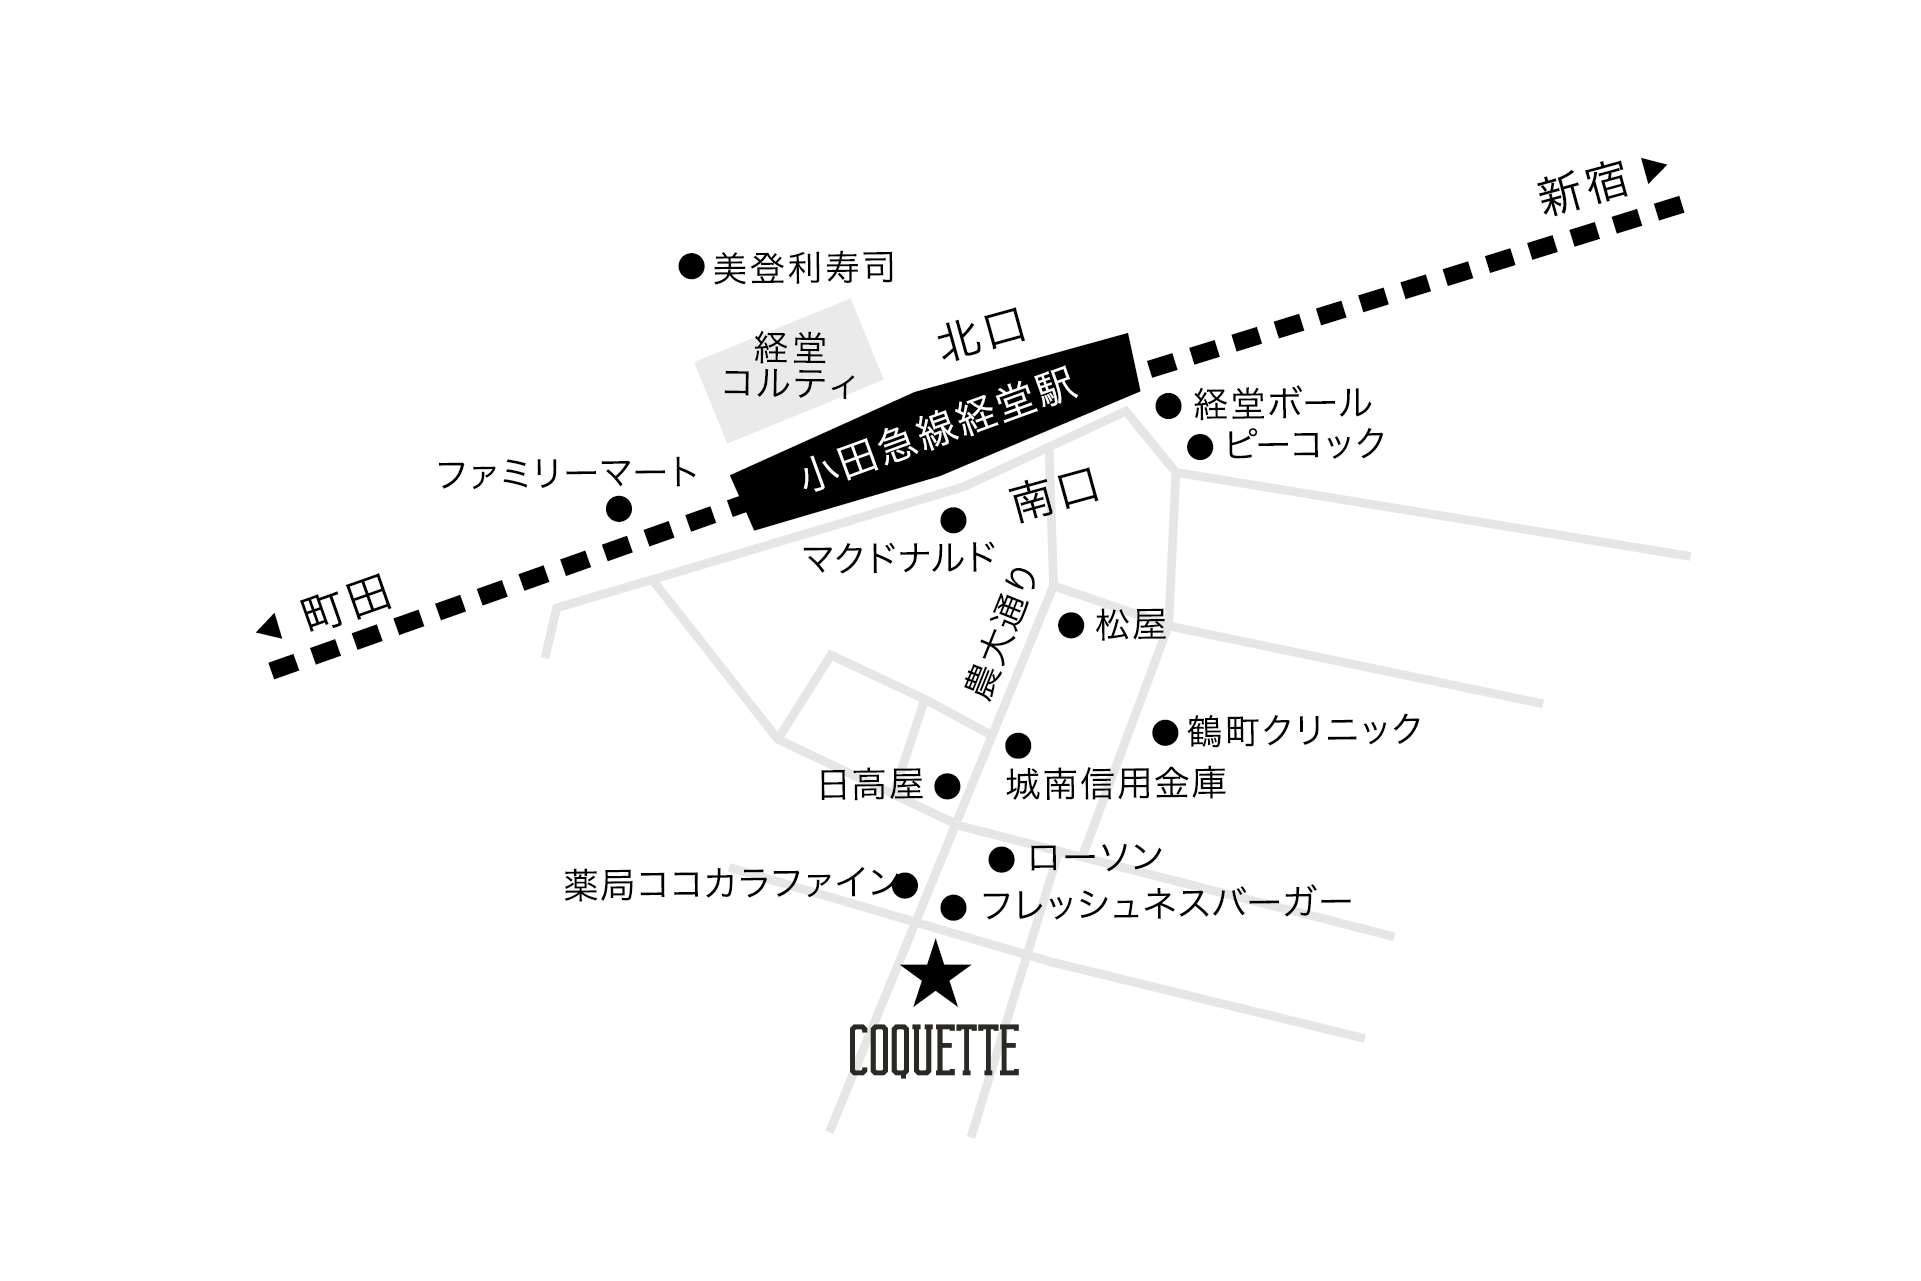 新宿
美登利寿司
北口
経堂
コルティ
小田急線経堂駅
経堂ボール
ピーコック
ファミリーマート
南口
マクドナルド
町田
農大通り
松屋
鶴町クリニック
日高屋
城南信用金庫
ローソン
薬局ココカラファイン
フレッシュネスバーガー
COQUETTE